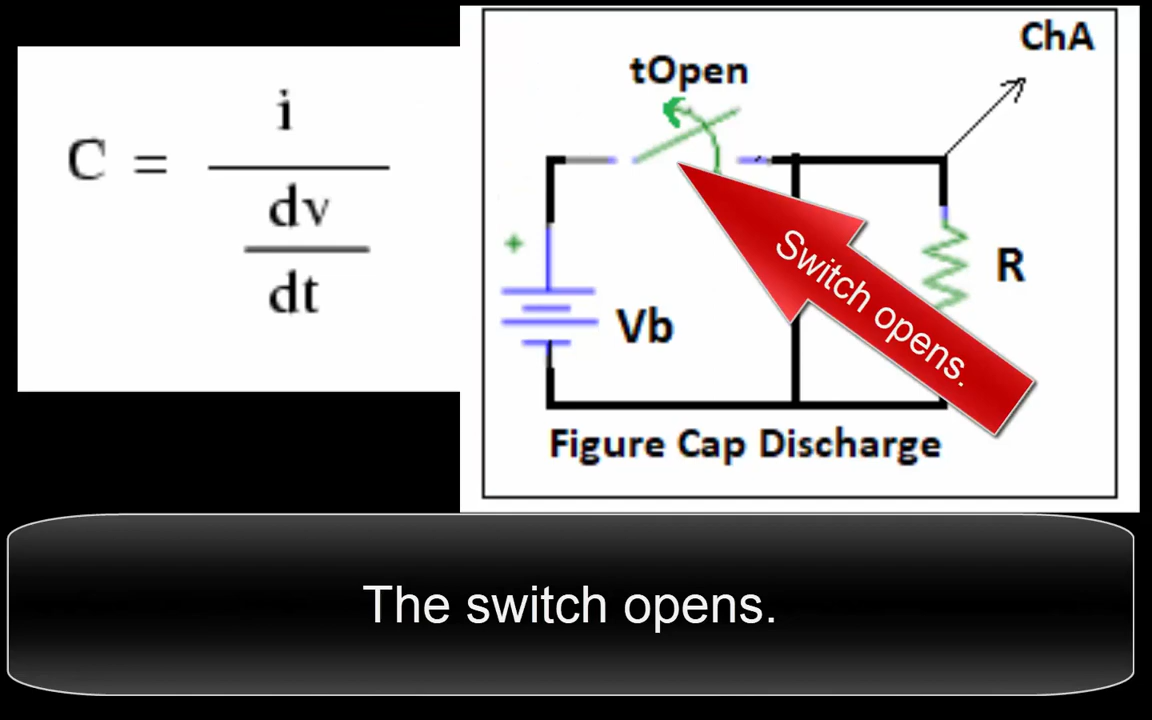 C = i
dv
dt
ChA
tOpen
+
Vb
R
Switch opens.
Figure Cap Discharge
The switch opens.